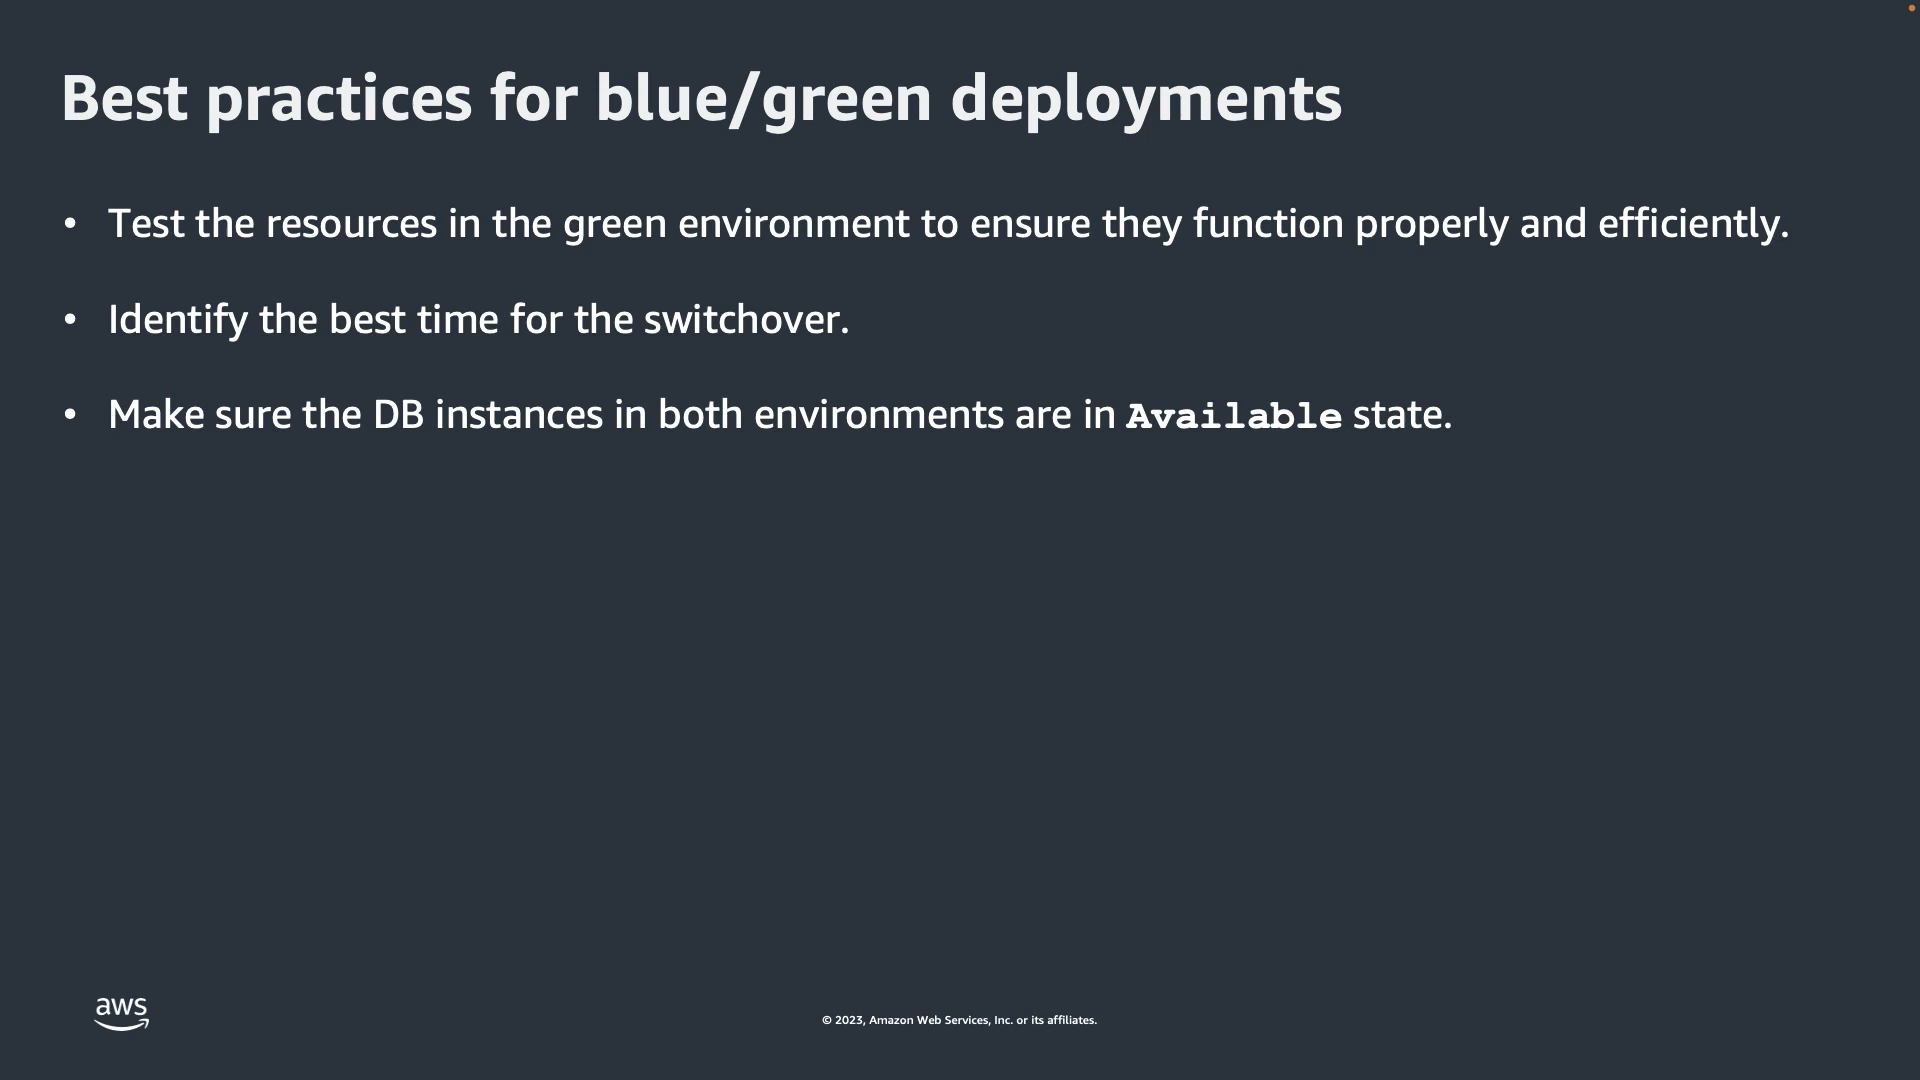 Best practices for blue/green deployments
• Test the resources in the green environment to ensure they function properly and efficiently.
• Identify the best time for the switchover.
• Make sure the DB instances in both environments are in Available state.
aws
© 2023, Amazon Web Services, Inc. or its affiliates.